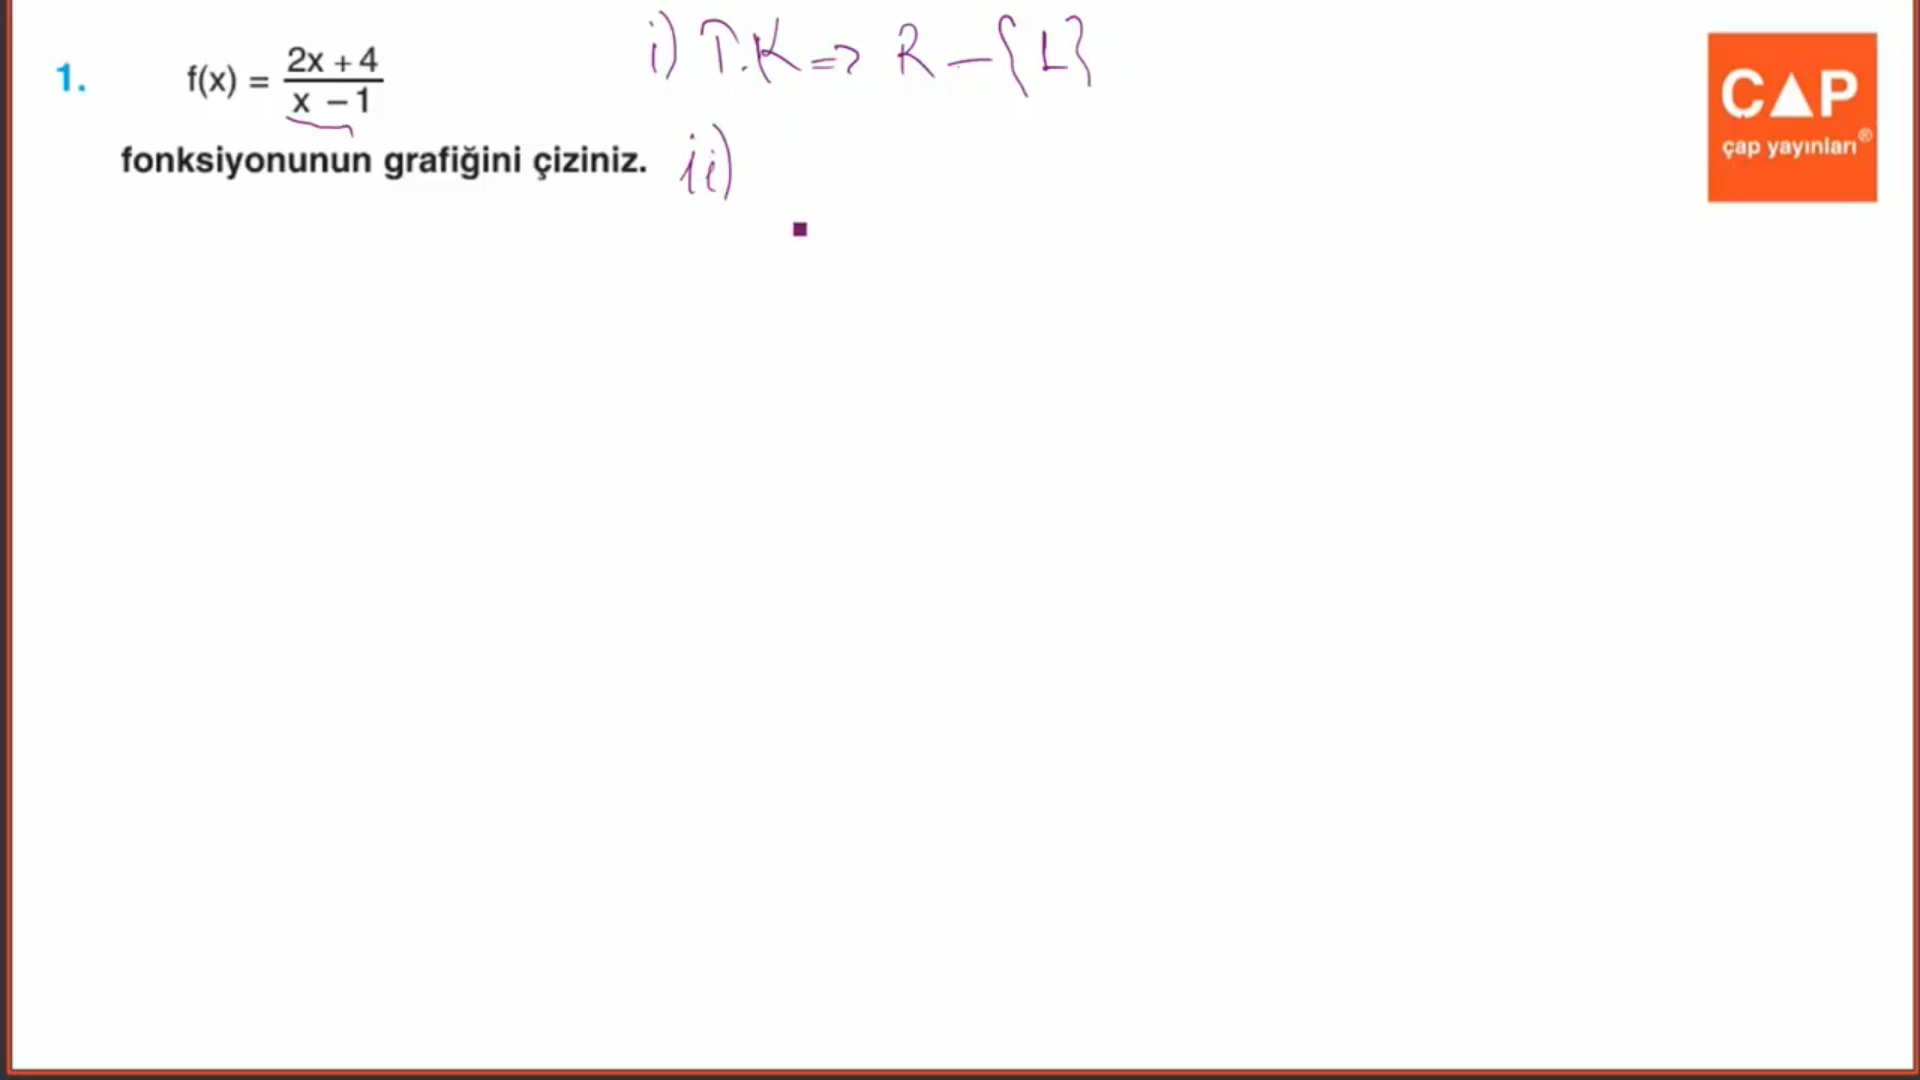 1. f(x) = 2x + 4 / x - 1
fonksiyonunun grafiğini çiziniz.
i) T.K => R - {1}
ii)
ÇAP
çap yayınları®